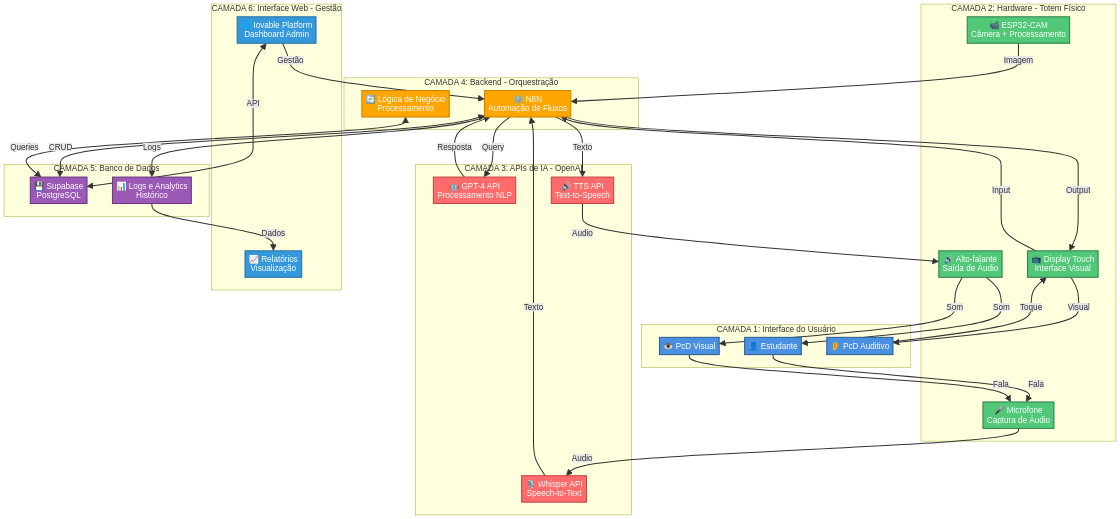 CAMADA 6: Interface Web - Gestão
lovable Platform
Dashboard Admin
Gestão
API
CAMADA 2: Hardware - Totem Físico
ESP32-CAM
Câmera + Processamento
Imagem
CAMADA 4: Backend - Orquestração
Lógica de Negócio
Processamento
N8N
Automação de Fluxos
Queries
CRUD
Logs
Resposta
Query
Texto
CAMADA 5: Banco de Dados
Supabase
PostgreSQL
Logs e Analytics
Histórico
CAMADA 3: APIs de IA - OpenAI
GPT-4 API
Processamento NLP
TTS API
Text-to-Speech
Input
Output
Dados
Audio
Relatórios
Visualização
Alto-falante
Saída de Áudio
Display Touch
Interface Visual
Texto
Som
Som
Toque
Visual
CAMADA 1: Interface do Usuário
PcD Visual
Estudante
PcD Auditivo
Fala
Fala
Microfone
Captura de Áudio
Audio
Whisper API
Speech-to-Text